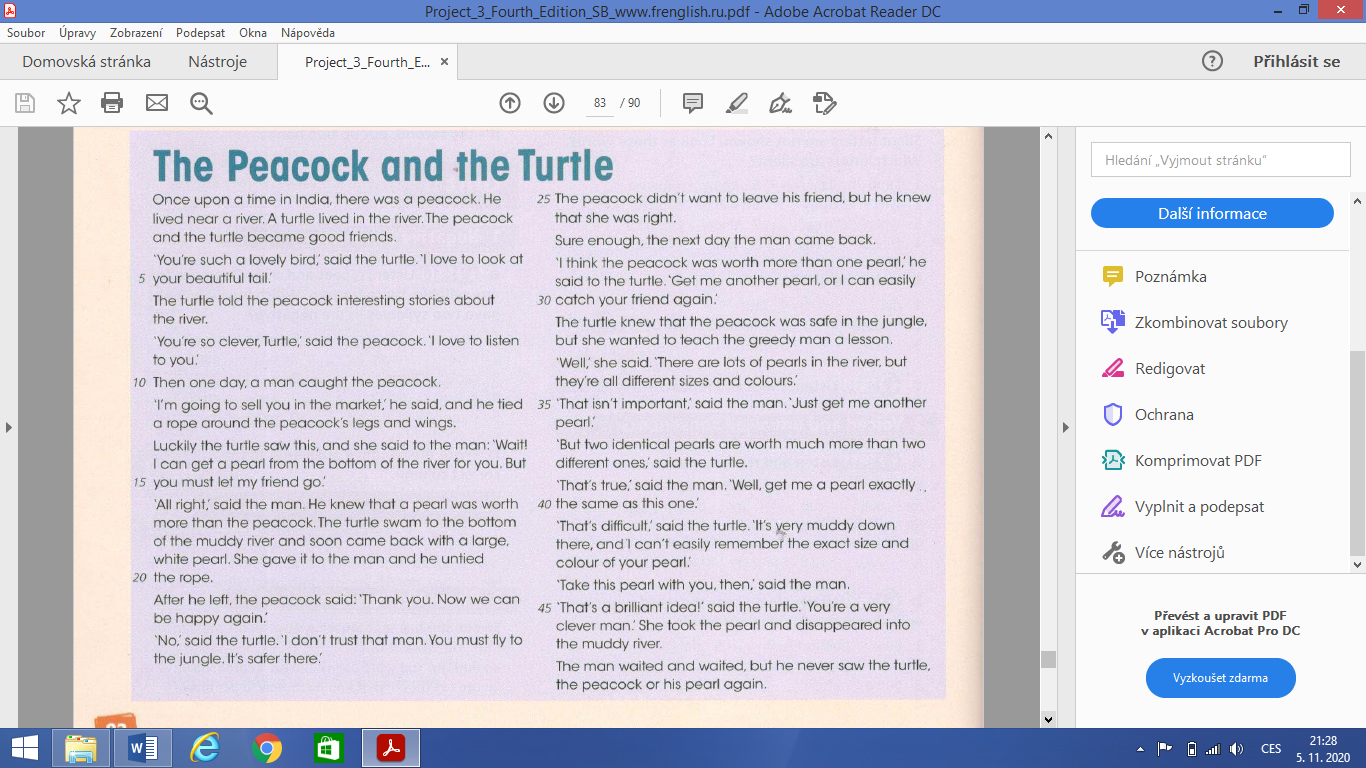 Project_3_Fourth_Edition_SB_www.frenglish.ru.pdf - Adobe Acrobat Reader DC
Soubor Úpravy Zobrazení Podepsat Okna Nápověda
Domovská stránka Nástroje Project_3_Fourth_E... × Přihlásit se
83 / 90
The Peacock and the Turtle
Once upon a time in India, there was a peacock. He
lived near a river. A turtle lived in the river. The peacock
and the turtle became good friends.
'You're such a lovely bird,' said the turtle. 'I love to look at
5 your beautiful tail.'
The turtle told the peacock interesting stories about
the river.
'You're so clever, Turtle,' said the peacock. 'I love to listen
to you.'
10 Then one day, a man caught the peacock.
'I'm going to sell you in the market,' he said, and he tied
a rope around the peacock's legs and wings.
Luckily the turtle saw this, and she said to the man: 'Wait!
I can get a pearl from the bottom of the river for you. But
15 you must let my friend go.'
'All right,' said the man. He knew that a pearl was worth
more than the peacock. The turtle swam to the bottom
of the muddy river and soon came back with a large,
white pearl. She gave it to the man and he untied
20 the rope.
After he left, the peacock said: 'Thank you. Now we can
be happy again.'
'No,' said the turtle. 'I don't trust that man. You must fly to
the jungle. It's safer there.'
25 The peacock didn't want to leave his friend, but he knew
that she was right.
Sure enough, the next day the man came back.
'I think the peacock was worth more than one pearl,' he
said to the turtle. 'Get me another pearl, or I can easily
30 catch your friend again.'
The turtle knew that the peacock was safe in the jungle,
but she wanted to teach the greedy man a lesson.
'Well,' she said. 'There are lots of pearls in the river, but
they're all different sizes and colours.'
35 'That isn't important,' said the man. 'Just get me another
pearl.'
'But two identical pearls are worth much more than two
different ones,' said the turtle.
'That's true,' said the man. 'Well, get me a pearl exactly
40 the same as this one.'
'That's difficult,' said the turtle. 'It's very muddy down
there, and I can't easily remember the exact size and
colour of your pearl.'
'Take this pearl with you, then,' said the man.
45 'That's a brilliant idea!' said the turtle. 'You're a very
clever man.' She took the pearl and disappeared into
the muddy river.
The man waited and waited, but he never saw the turtle,
the peacock or his pearl again.
Hledání „Vyjmout stránku"
Další informace
Poznámka
Zkombinovat soubory
Redigovat
Ochrana
Komprimovat PDF
Vyplnit a podepsat
Více nástrojů
Převést a upravit PDF
v aplikaci Acrobat Pro DC
Vyzkoušet zdarma
CES
21:28
5. 11. 2020